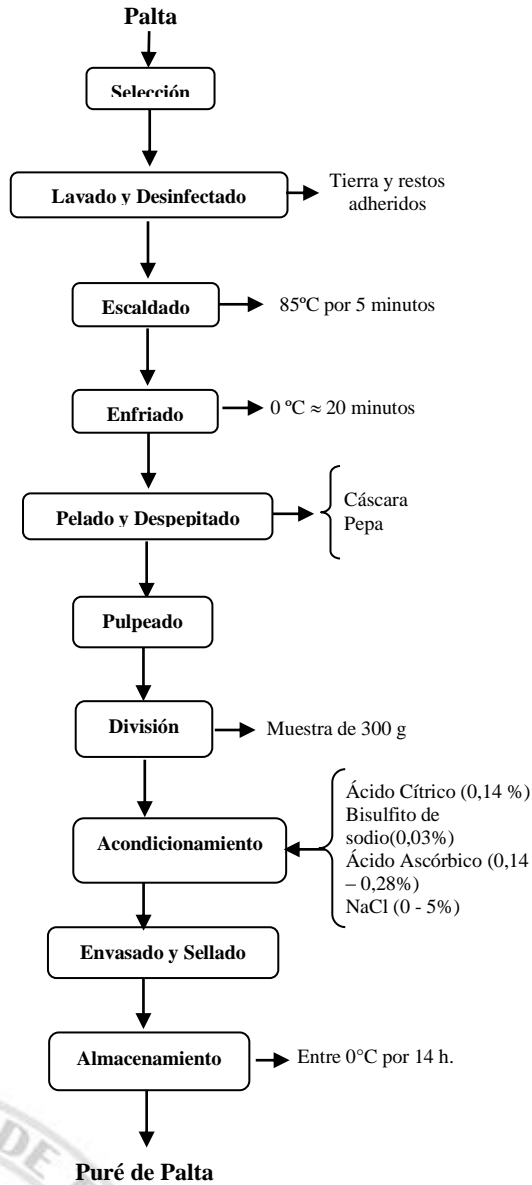 Palta
Selección
Lavado y Desinfectado
Tierra y restos
adheridos
Escaldado
85ºC por 5 minutos
Enfriado
0 ºC ≈ 20 minutos
Pelado y Despepitado
Cáscara
Pepa
Pulpeado
División
Muestra de 300 g
Acondicionamiento
Ácido Cítrico (0,14 %)
Bisulfito de
sodio(0,03%)
Ácido Ascórbico (0,14
– 0,28%)
NaCl (0 - 5%)
Envasado y Sellado
Almacenamiento
Entre 0°C por 14 h.
DE
Puré de Palta